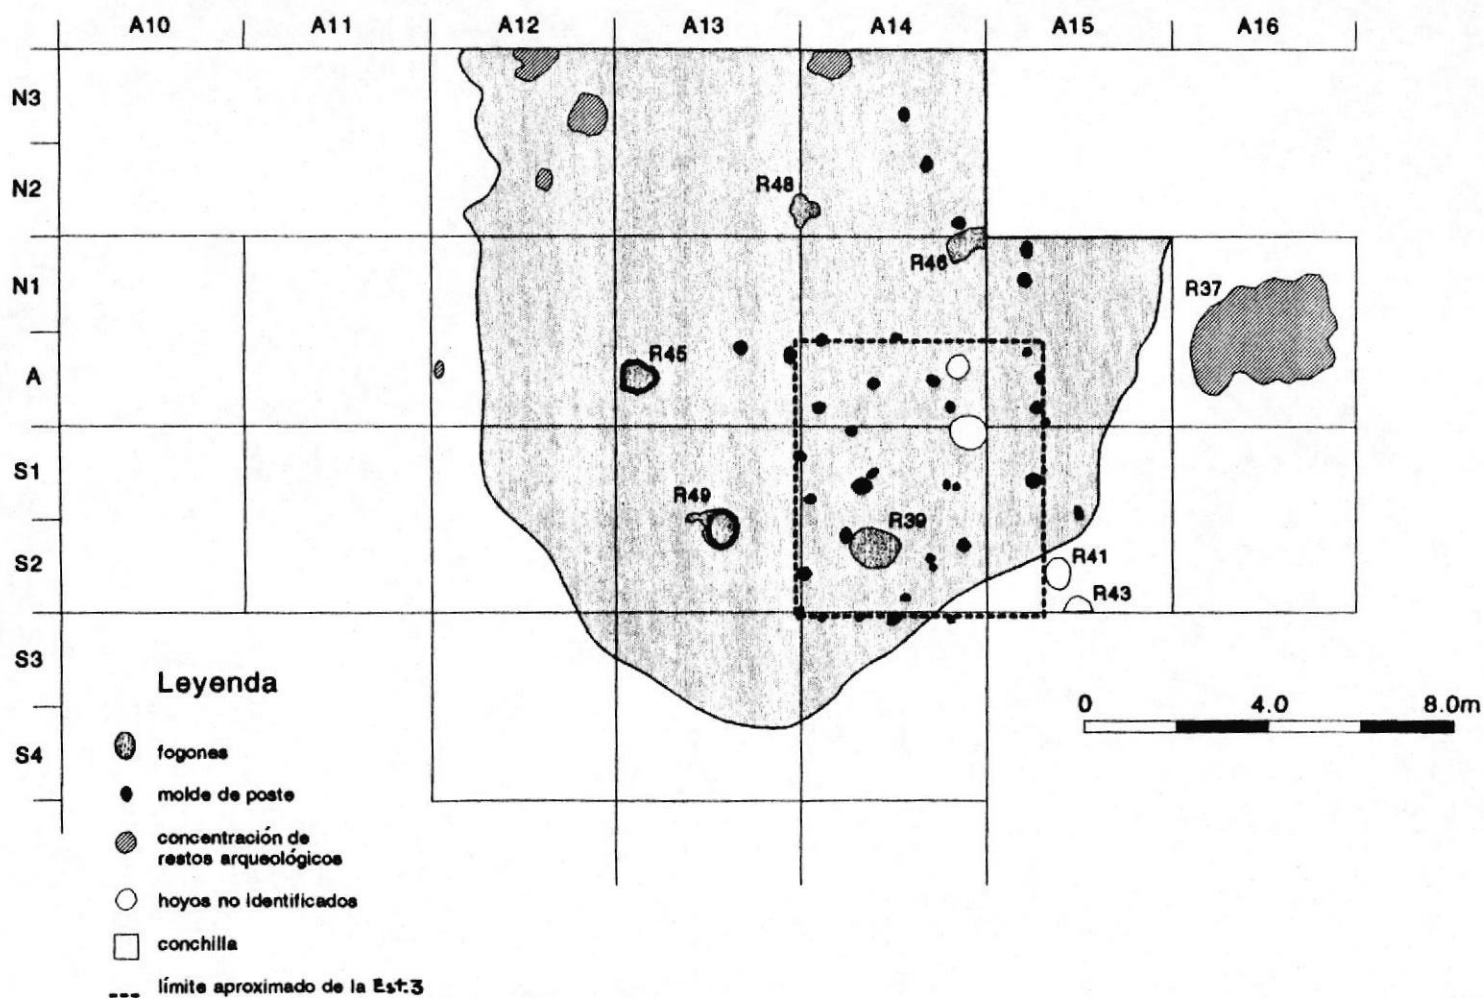 A10 A11 A12 A13 A14 A15 A16
N3
N2
R48
R46
N1
R37
R45
A
S1
R49
R39
S2
R41
R43
S3
S4
0 4.0 8.0m
Leyenda
fogones
molde de poste
concentración de
restos arqueológicos
hoyos no identificados
conchilla
límite aproximado de la Est.3